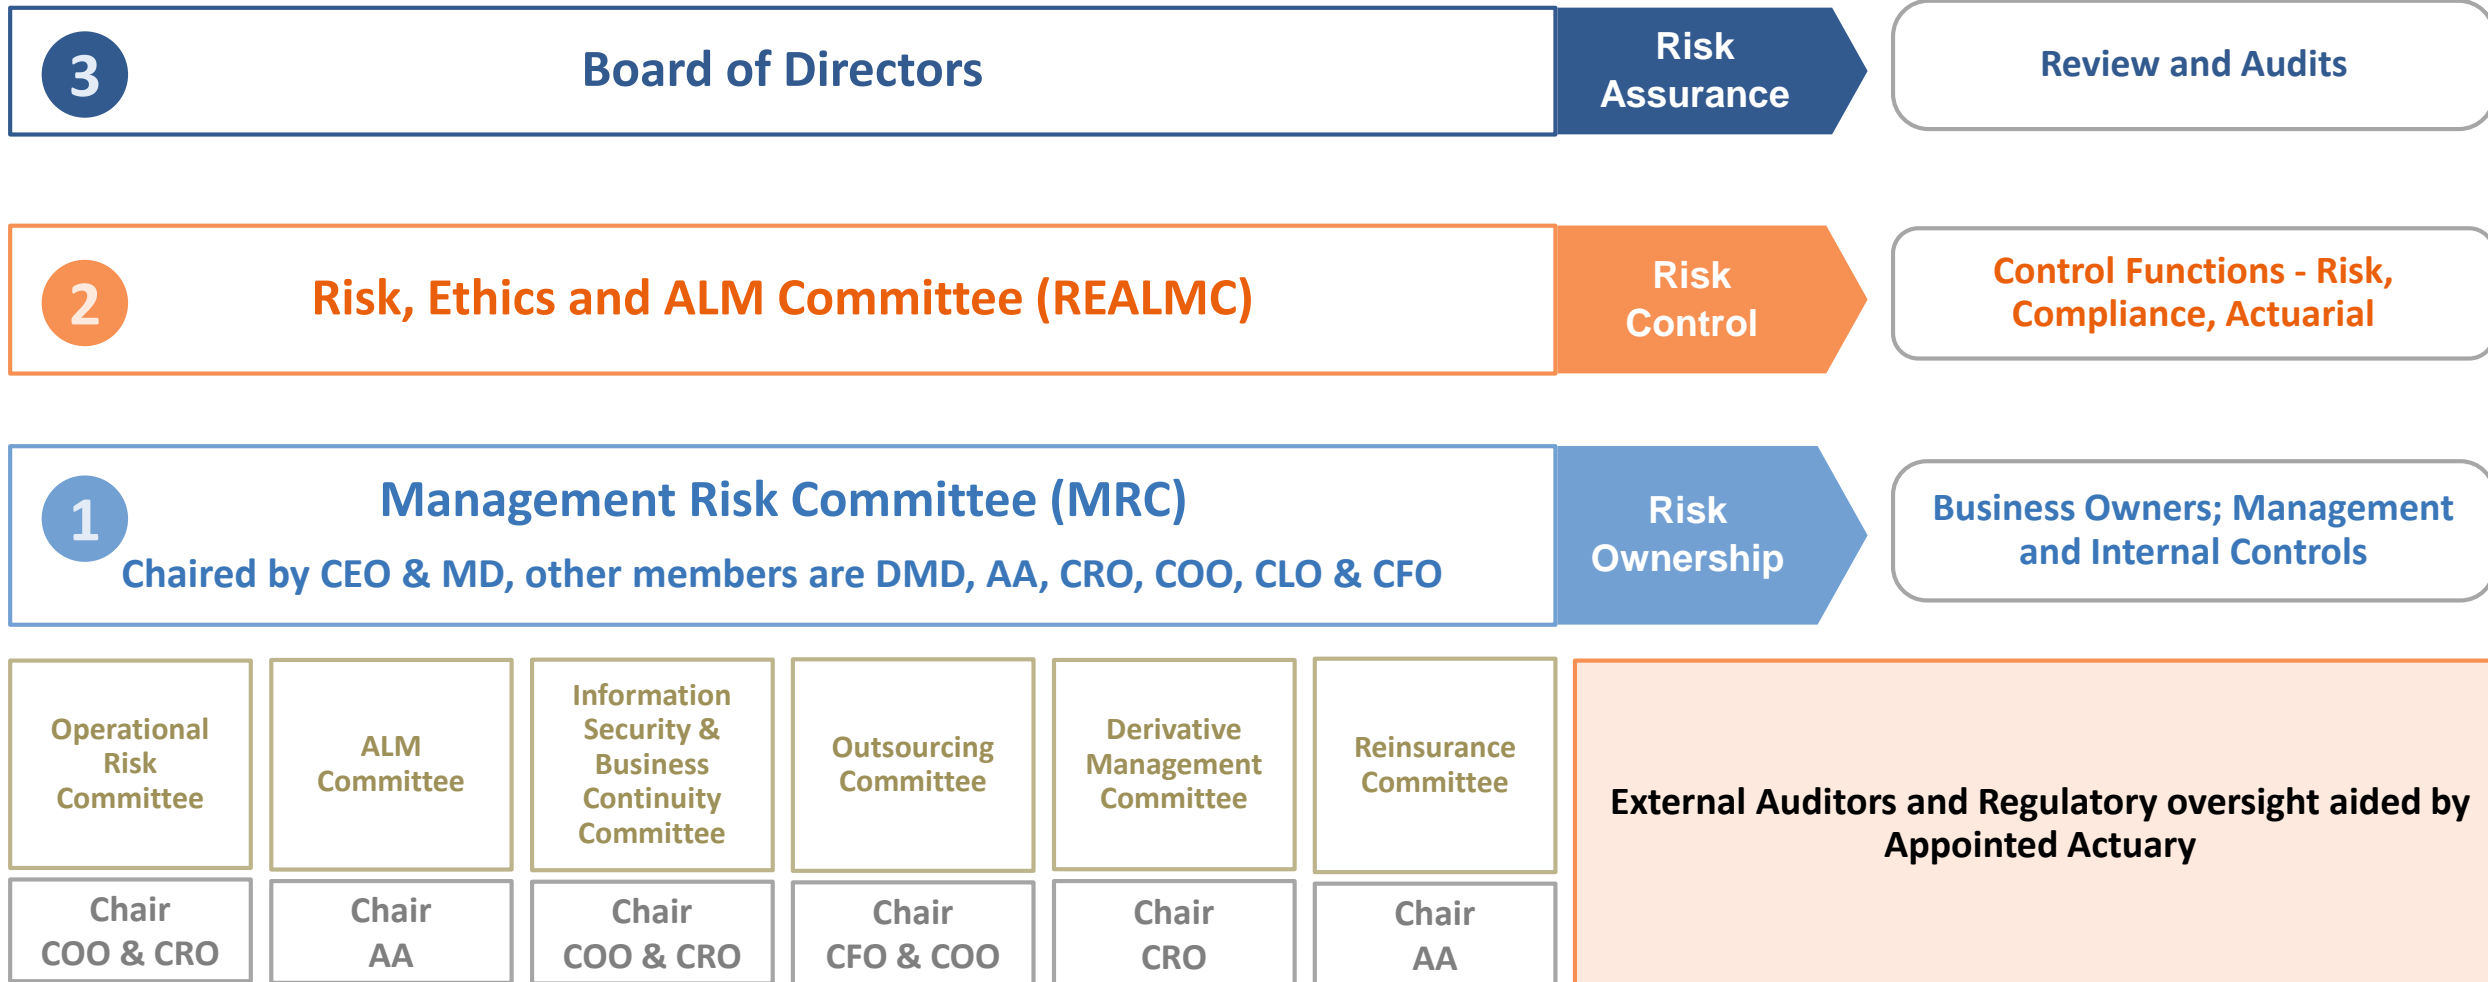 3
Board of Directors
Risk
Assurance
Review and Audits
2
Risk, Ethics and ALM Committee (REALMC)
Risk
Control
Control Functions - Risk,
Compliance, Actuarial
1
Management Risk Committee (MRC)
Chaired by CEO & MD, other members are DMD, AA, CRO, COO, CLO & CFO
Risk
Ownership
Business Owners; Management
and Internal Controls
Operational
Risk
Committee
ALM
Committee
Information
Security &
Business
Continuity
Committee
Outsourcing
Committee
Derivative
Management
Committee
Reinsurance
Committee
Chair
COO & CRO
Chair
AA
Chair
COO & CRO
Chair
CFO & COO
Chair
CRO
Chair
AA
External Auditors and Regulatory oversight aided by
Appointed Actuary